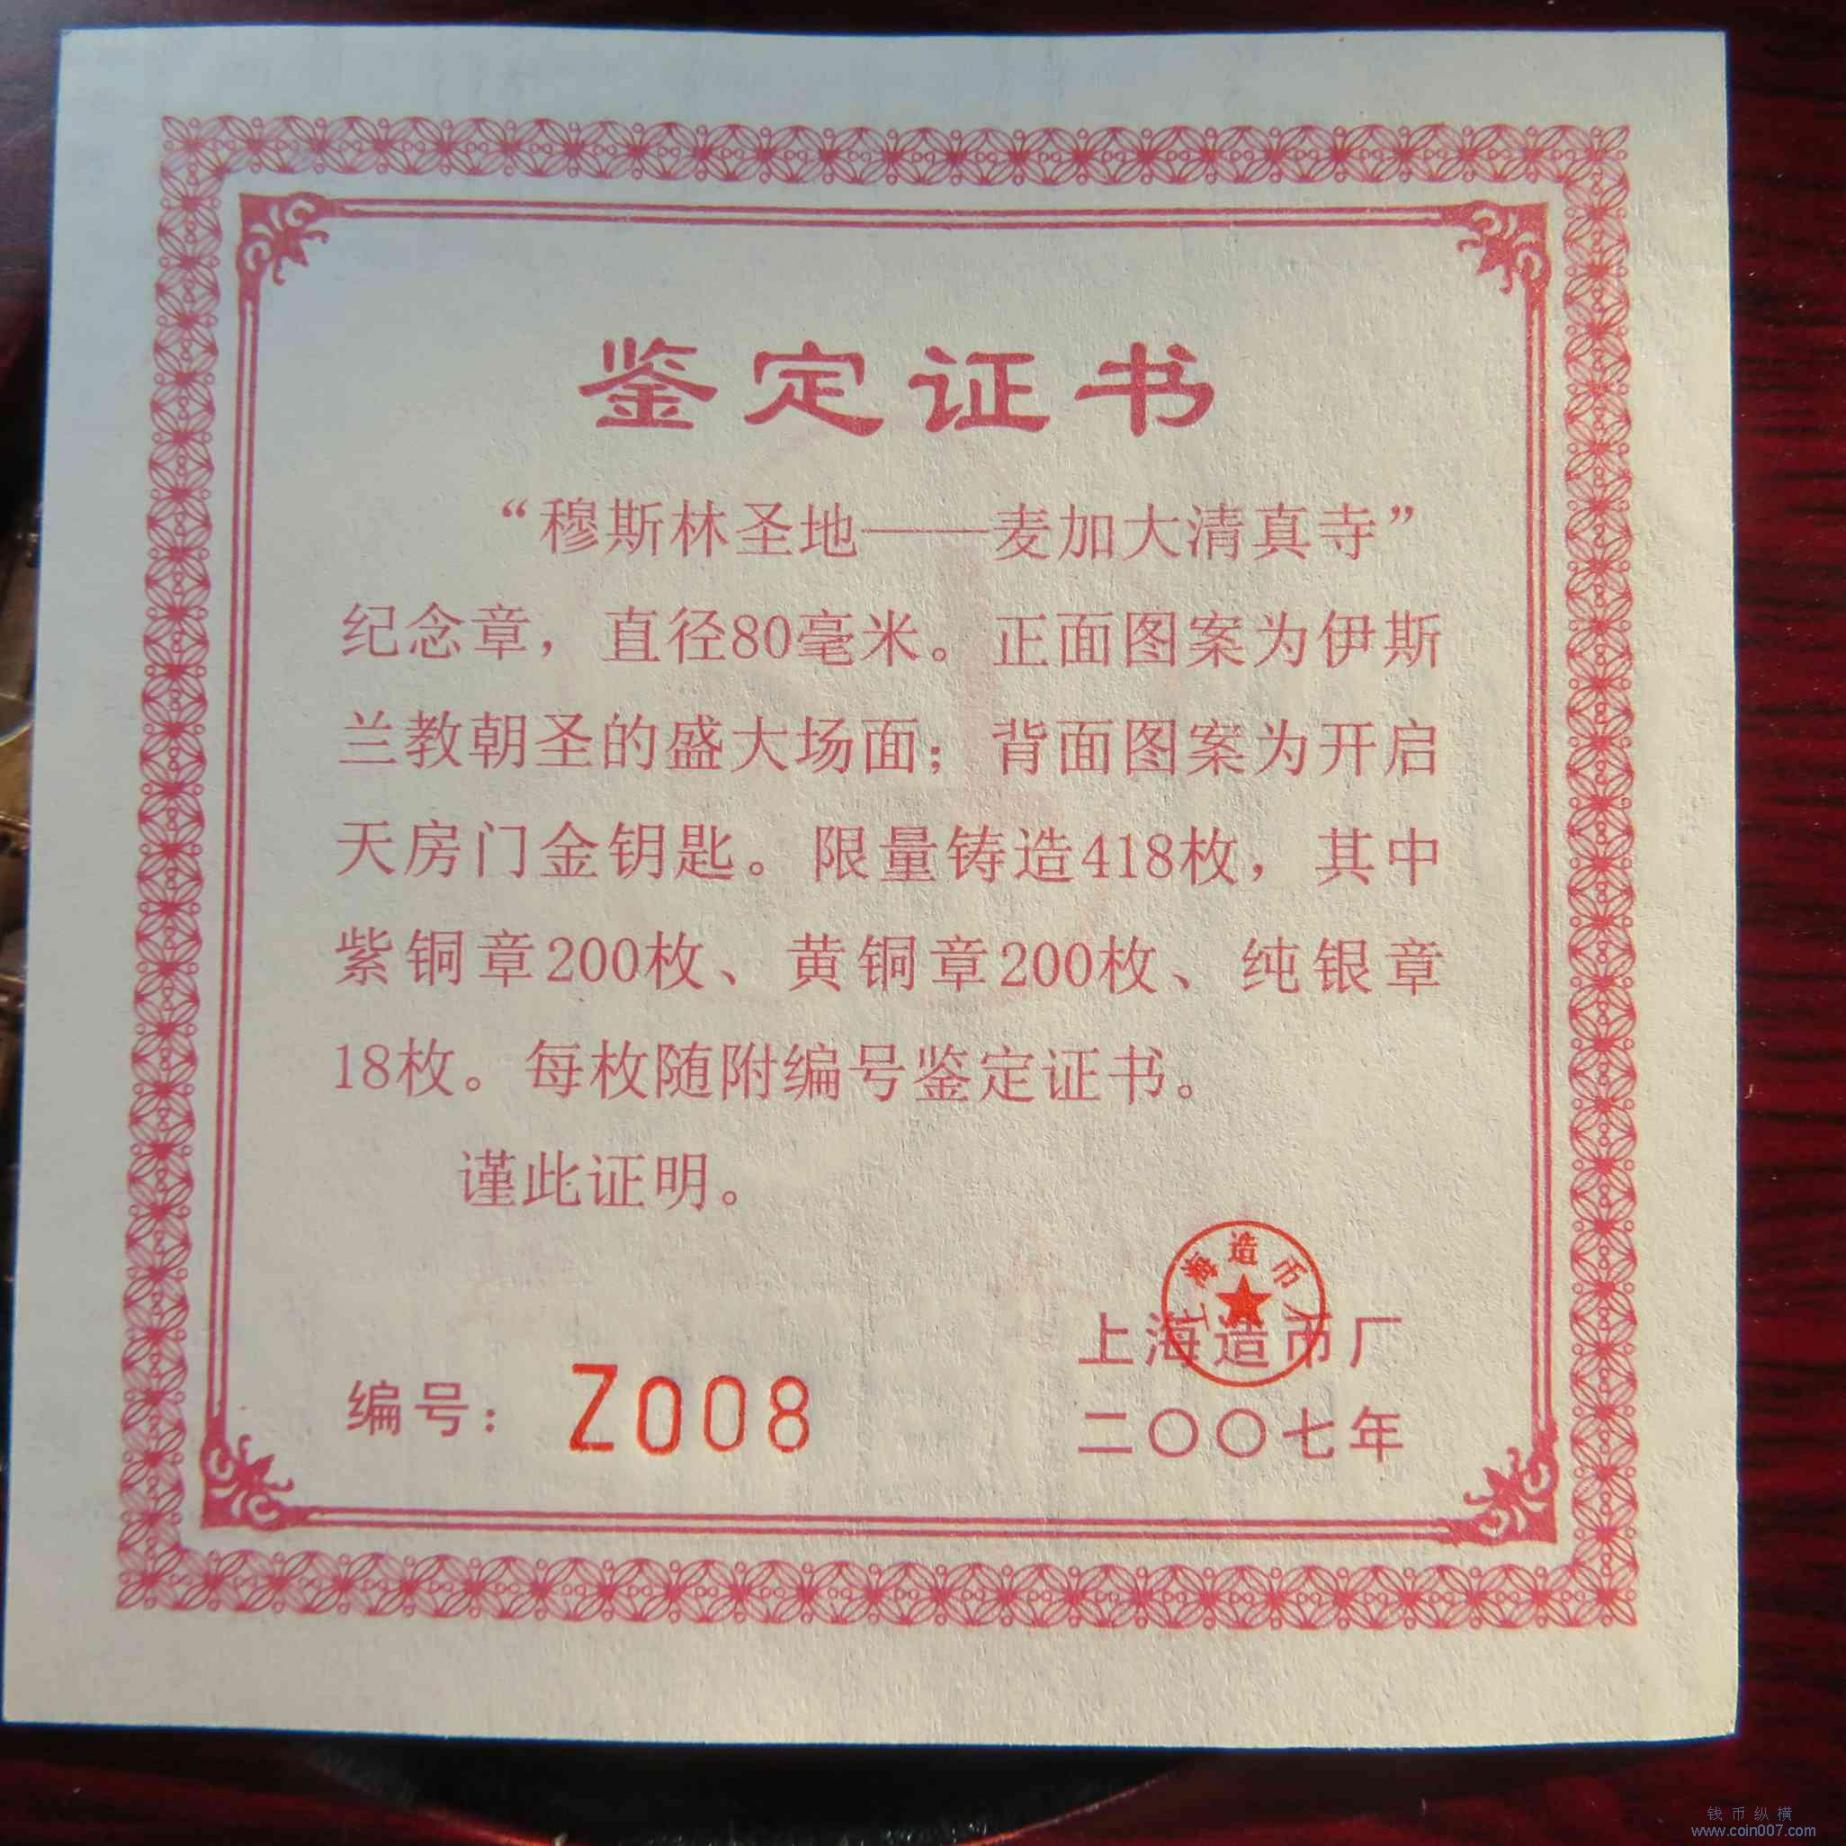 鉴定证书
“穆斯林圣地——麦加大清真寺”
纪念章，直径80毫米。正面图案为伊斯
兰教朝圣的盛大场面；背面图案为开启
天房门金钥匙。限量铸造418枚，其中
紫铜章200枚、黄铜章200枚、纯银章
18枚。每枚随附编号鉴定证书。
谨此证明。
上海造币厂
上海造币厂
编号：Z008
二〇〇七年
钱币纵横
www.coin007.com